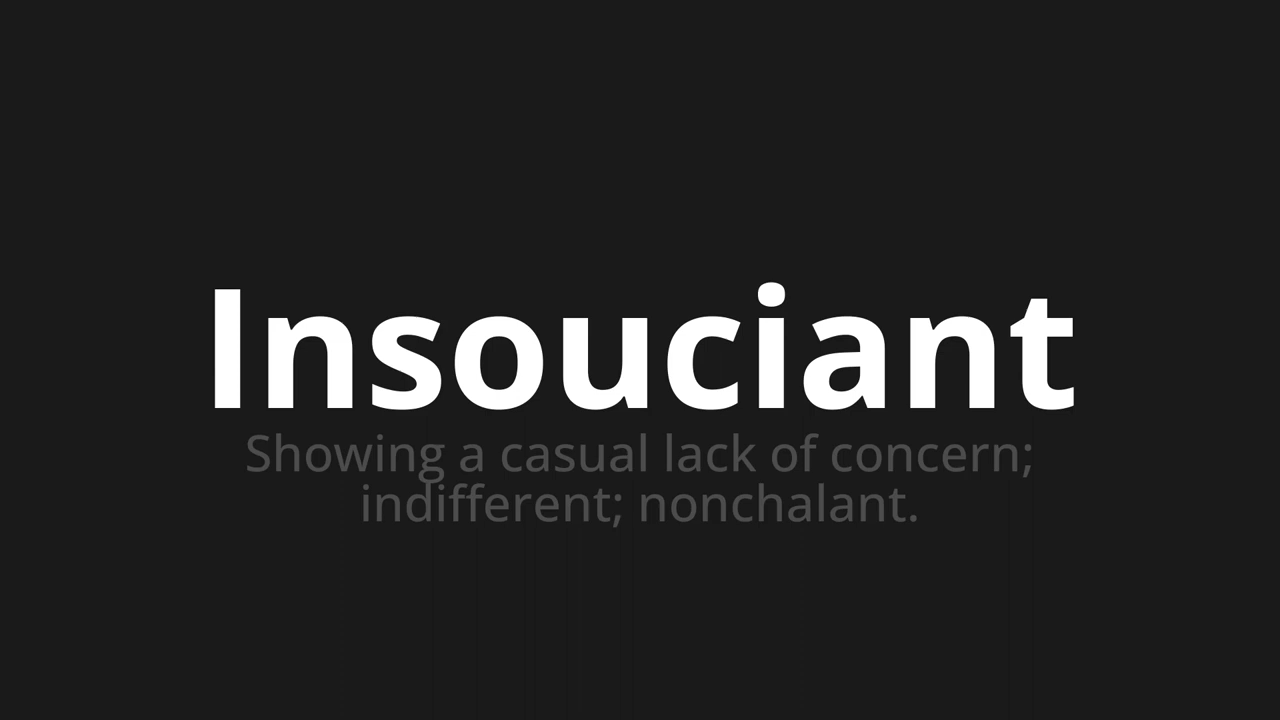 Insouciant
Showing a casual lack of concern;
indifferent; nonchalant.